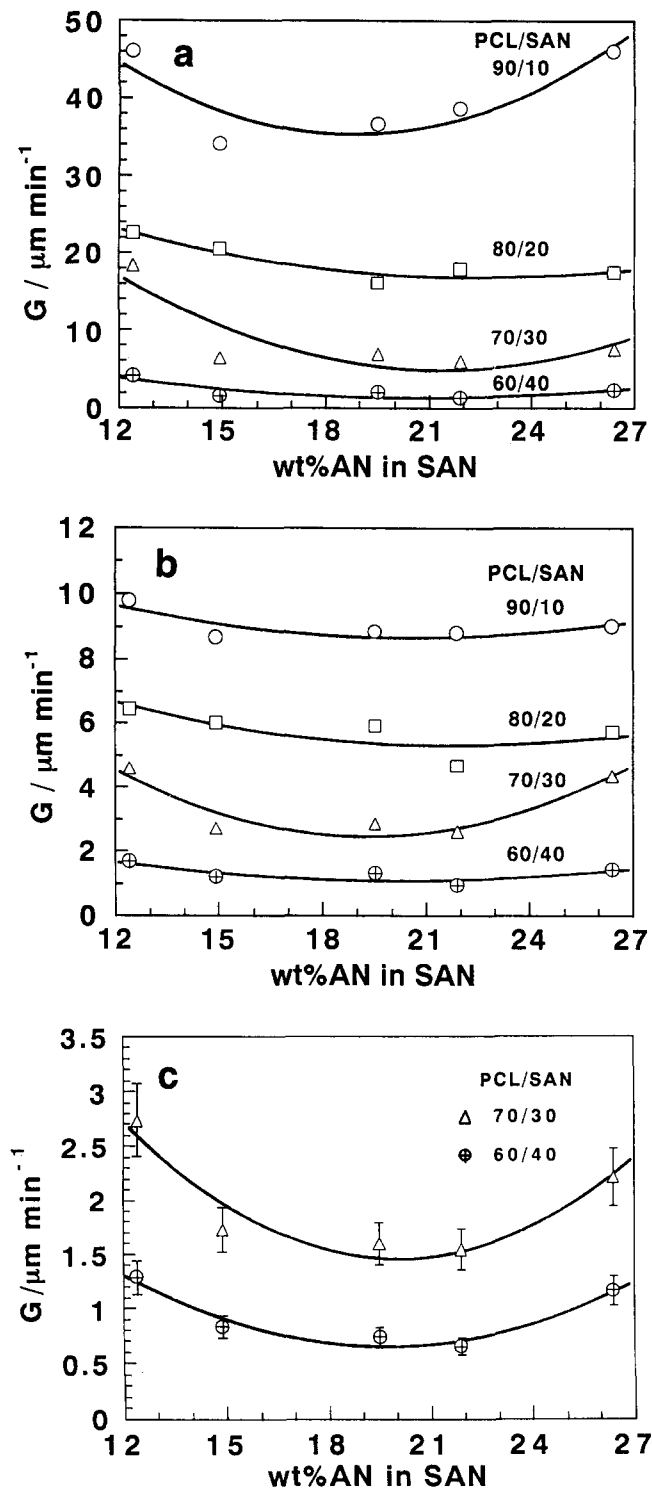 a
PCL/SAN
90/10
80/20
70/30
60/40
50
40
30
20
10
0
G / μm min⁻¹
12 15 18 21 24 27
wt%AN in SAN
b
PCL/SAN
90/10
80/20
70/30
60/40
12
10
8
6
4
2
0
G / μm min⁻¹
12 15 18 21 24 27
wt%AN in SAN
c
PCL/SAN
70/30
60/40
3.5
3
2.5
2
1.5
1
0.5
0
G /μm min⁻¹
12 15 18 21 24 27
wt%AN in SAN